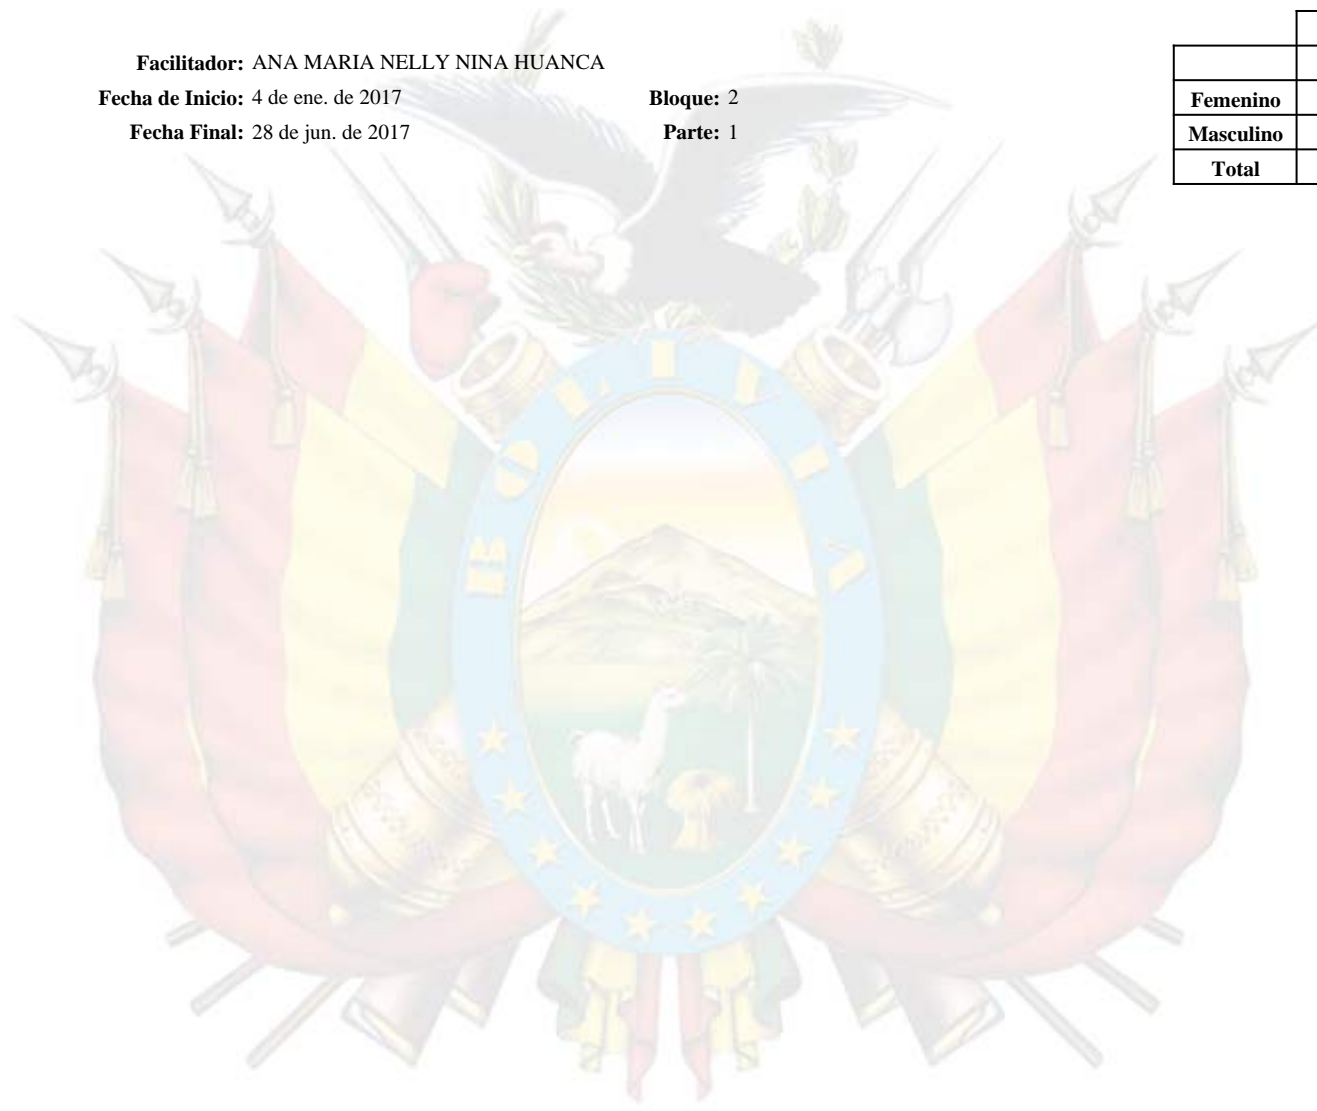 Facilitador: ANA MARIA NELLY NINA HUANCA
Fecha de Inicio: 4 de ene. de 2017 Bloque: 2
Fecha Final: 28 de jun. de 2017 Parte: 1
Femenino
Masculino
Total
BOLIVIA